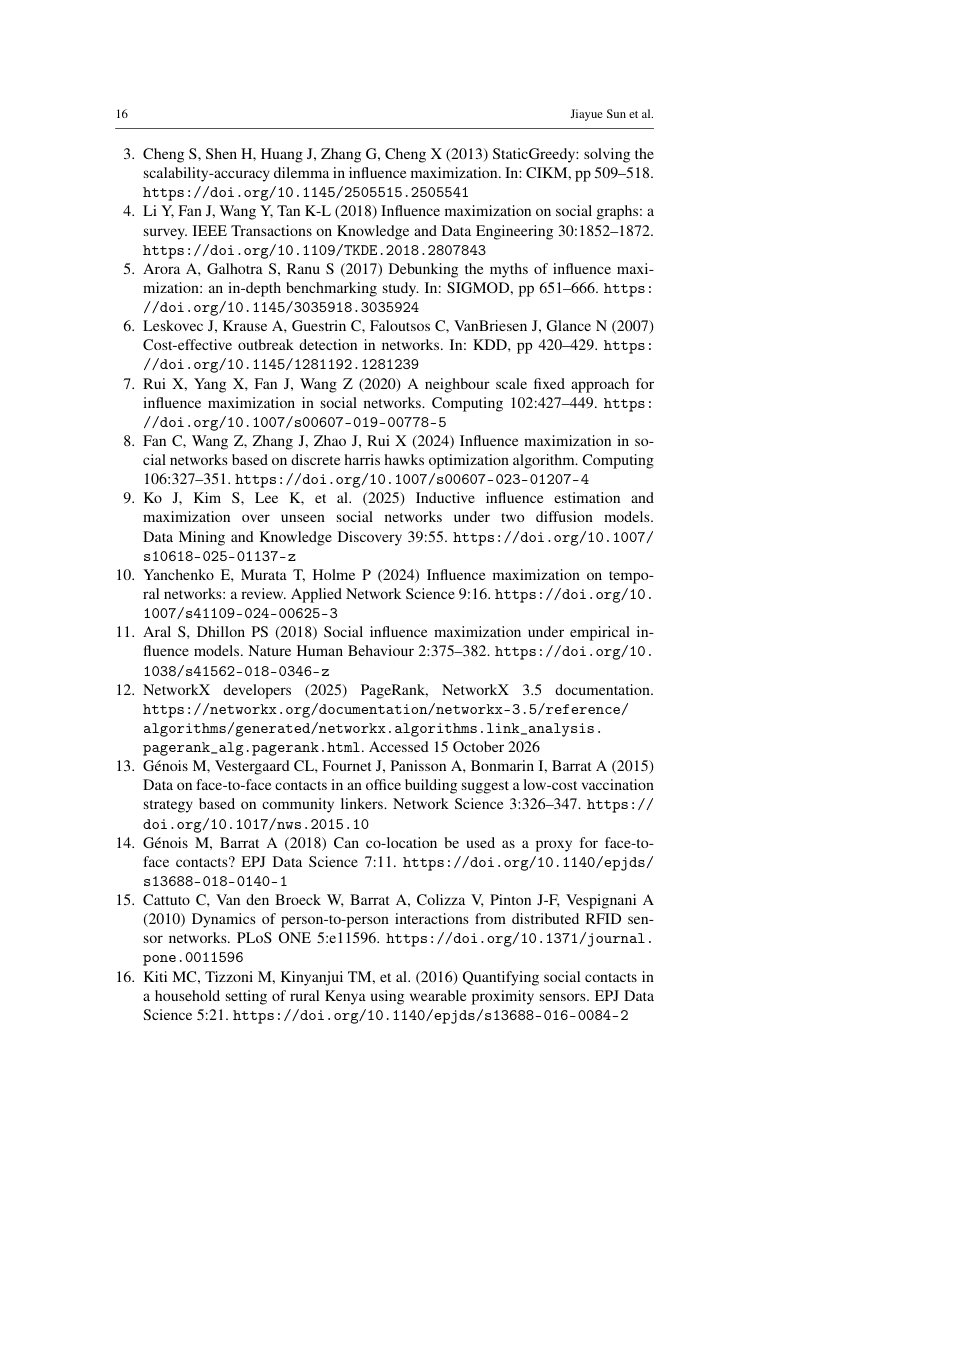 16 Jiayue Sun et al.
3. Cheng S, Shen H, Huang J, Zhang G, Cheng X (2013) StaticGreedy: solving the
scalability-accuracy dilemma in influence maximization. In: CIKM, pp 509–518.
https://doi.org/10.1145/2505515.2505541
4. Li Y, Fan J, Wang Y, Tan K-L (2018) Influence maximization on social graphs: a
survey. IEEE Transactions on Knowledge and Data Engineering 30:1852–1872.
https://doi.org/10.1109/TKDE.2018.2807843
5. Arora A, Galhotra S, Ranu S (2017) Debunking the myths of influence maxi-
mization: an in-depth benchmarking study. In: SIGMOD, pp 651–666. https:
//doi.org/10.1145/3035918.3035924
6. Leskovec J, Krause A, Guestrin C, Faloutsos C, VanBriesen J, Glance N (2007)
Cost-effective outbreak detection in networks. In: KDD, pp 420–429. https:
//doi.org/10.1145/1281192.1281239
7. Rui X, Yang X, Fan J, Wang Z (2020) A neighbour scale fixed approach for
influence maximization in social networks. Computing 102:427–449. https:
//doi.org/10.1007/s00607-019-00778-5
8. Fan C, Wang Z, Zhang J, Zhao J, Rui X (2024) Influence maximization in so-
cial networks based on discrete harris hawks optimization algorithm. Computing
106:327–351. https://doi.org/10.1007/s00607-023-01207-4
9. Ko J, Kim S, Lee K, et al. (2025) Inductive influence estimation and
maximization over unseen social networks under two diffusion models.
Data Mining and Knowledge Discovery 39:55. https://doi.org/10.1007/
s10618-025-01137-z
10. Yanchenko E, Murata T, Holme P (2024) Influence maximization on tempo-
ral networks: a review. Applied Network Science 9:16. https://doi.org/10.
1007/s41109-024-00625-3
11. Aral S, Dhillon PS (2018) Social influence maximization under empirical in-
fluence models. Nature Human Behaviour 2:375–382. https://doi.org/10.
1038/s41562-018-0346-z
12. NetworkX developers (2025) PageRank, NetworkX 3.5 documentation.
https://networkx.org/documentation/networkx-3.5/reference/
algorithms/generated/networkx.algorithms.link_analysis.
pagerank_alg.pagerank.html. Accessed 15 October 2026
13. Génois M, Vestergaard CL, Fournet J, Panisson A, Bonmarin I, Barrat A (2015)
Data on face-to-face contacts in an office building suggest a low-cost vaccination
strategy based on community linkers. Network Science 3:326–347. https://
doi.org/10.1017/nws.2015.10
14. Génois M, Barrat A (2018) Can co-location be used as a proxy for face-to-
face contacts? EPJ Data Science 7:11. https://doi.org/10.1140/epjds/
s13688-018-0140-1
15. Cattuto C, Van den Broeck W, Barrat A, Colizza V, Pinton J-F, Vespignani A
(2010) Dynamics of person-to-person interactions from distributed RFID sen-
sor networks. PLoS ONE 5:e11596. https://doi.org/10.1371/journal.
pone.0011596
16. Kiti MC, Tizzoni M, Kinyanjui TM, et al. (2016) Quantifying social contacts in
a household setting of rural Kenya using wearable proximity sensors. EPJ Data
Science 5:21. https://doi.org/10.1140/epjds/s13688-016-0084-2